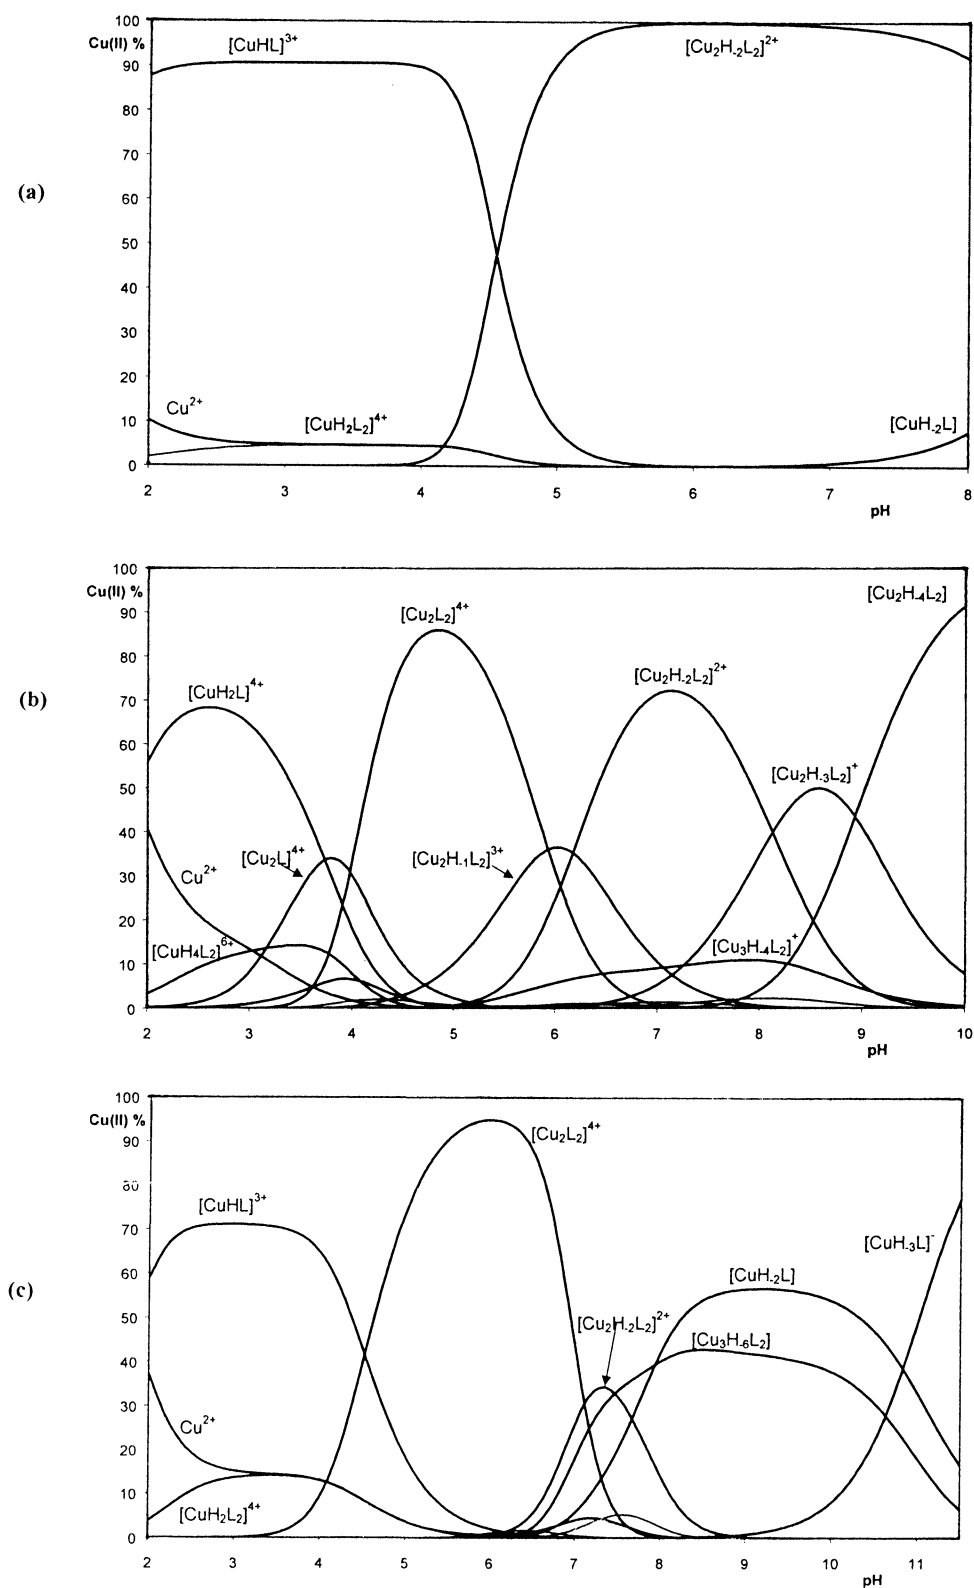 (a)
Cu(II) %
100
90
80
70
60
50
40
30
20
10
0
[CuHL]³⁺
[Cu₂H₋₂L₂]²⁺
Cu²⁺
[CuH₂L₂]⁴⁺
[CuH₋₂L]
2 3 4 5 6 7 8
pH
(b)
Cu(II) %
100
90
80
70
60
50
40
30
20
10
0
[Cu₂H₋₄L₂]
[Cu₂L₂]⁴⁺
[CuH₂L]⁴⁺
[Cu₂H₋₂L₂]²⁺
[Cu₂H₋₃L₂]⁺
[Cu₂L]⁴⁺
[Cu₂H₋₁L₂]³⁺
Cu²⁺
[CuH₄L₂]⁶⁺
[Cu₃H₋₄L₂]⁺
2 3 4 5 6 7 8 9 10
pH
(c)
Cu(II) %
100
90
80
70
60
50
40
30
20
10
0
[Cu₂L₂]⁴⁺
[CuHL]³⁺
[CuH₋₃L]⁻
[CuH₋₂L]
[Cu₂H₋₂L₂]²⁺
[Cu₃H₋₆L₂]
Cu²⁺
[CuH₂L₂]⁴⁺
2 3 4 5 6 7 8 9 10 11
pH